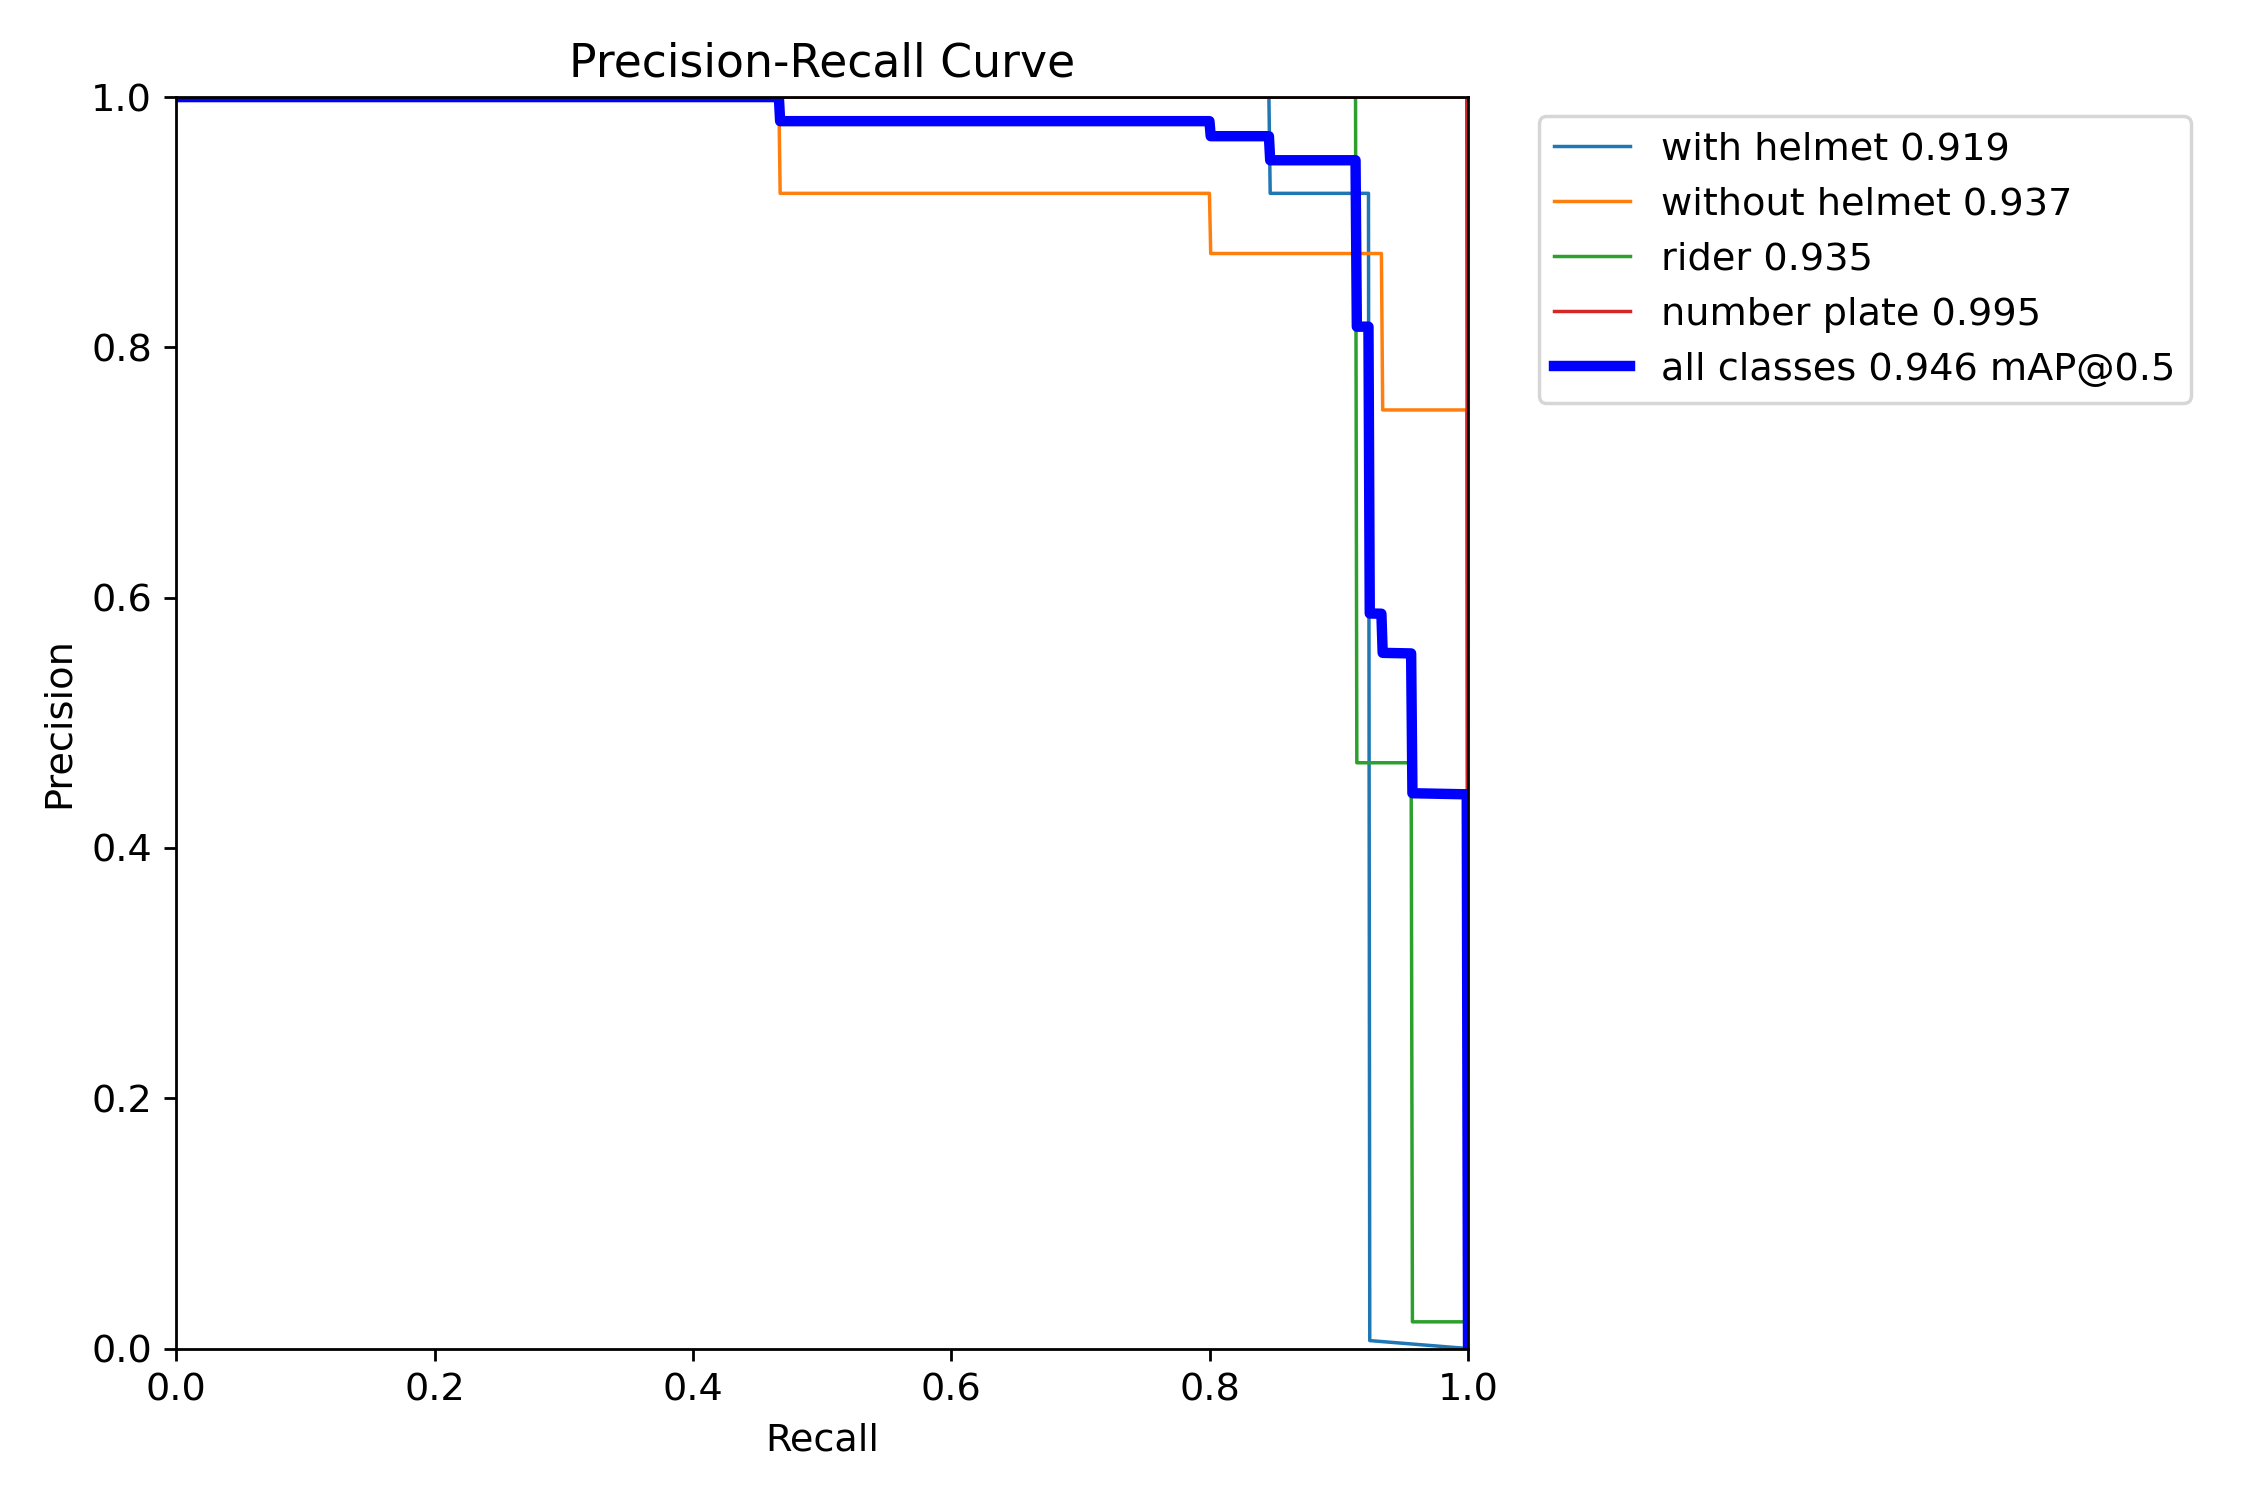 Precision-Recall Curve
1.0
0.8
0.6
0.4
0.2
0.0
Precision
0.0 0.2 0.4 0.6 0.8 1.0
Recall
with helmet 0.919
without helmet 0.937
rider 0.935
number plate 0.995
all classes 0.946 mAP@0.5